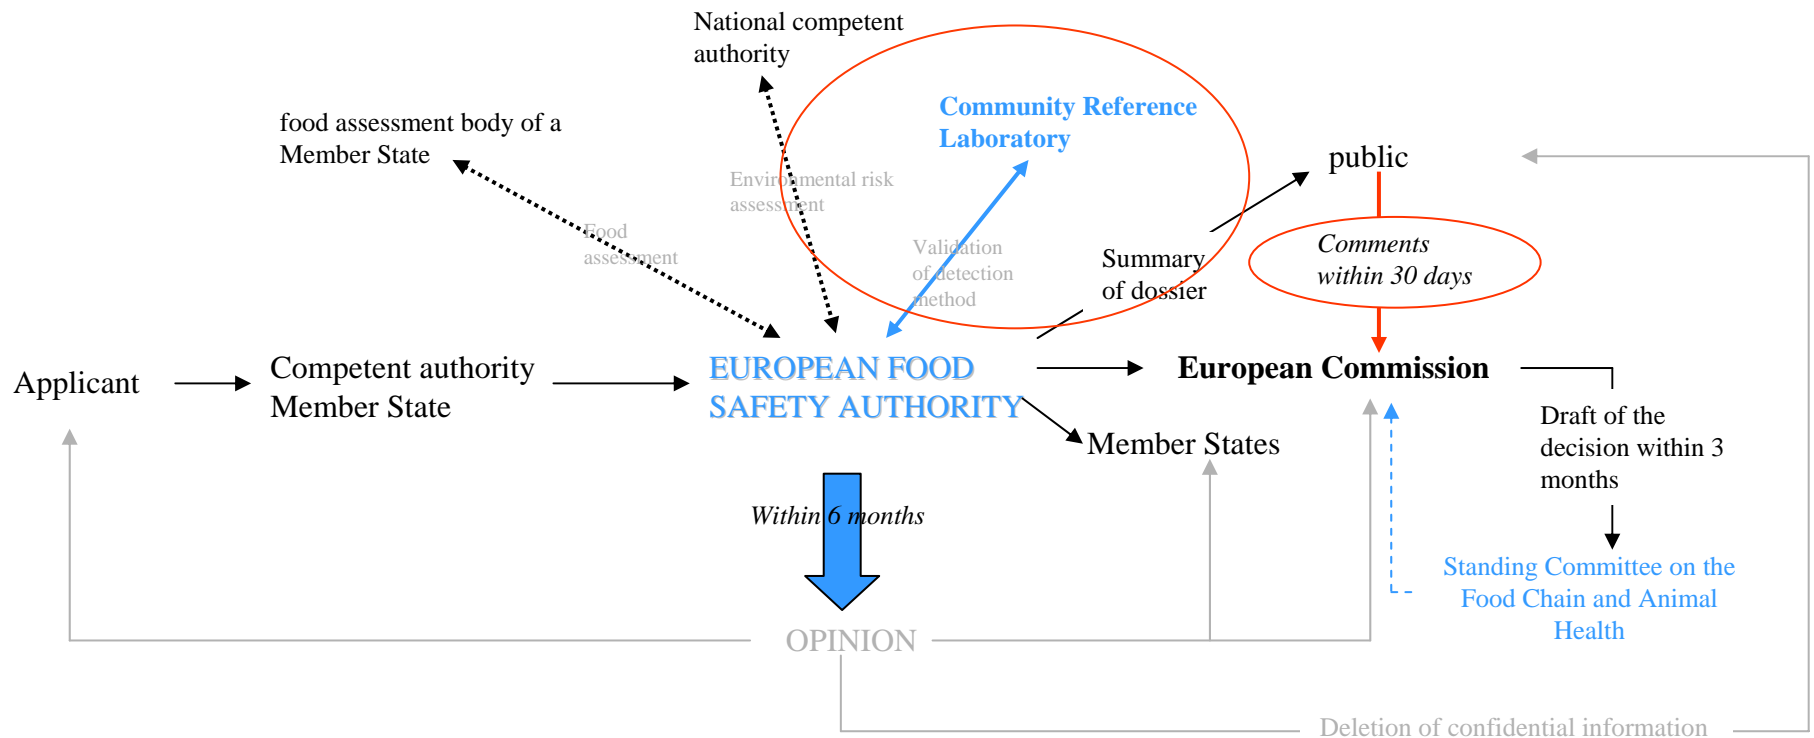 National competent
authority
food assessment body of a
Member State
Community Reference
Laboratory
public
Environmental risk
assessment
Food
assessment
Validation
of detection
method
Summary
of dossier
Comments
within 30 days
Applicant
Competent authority
Member State
EUROPEAN FOOD
SAFETY AUTHORITY
European Commission
Member States
Draft of the
decision within 3
months
Within 6 months
Standing Committee on the
Food Chain and Animal
Health
OPINION
Deletion of confidential information